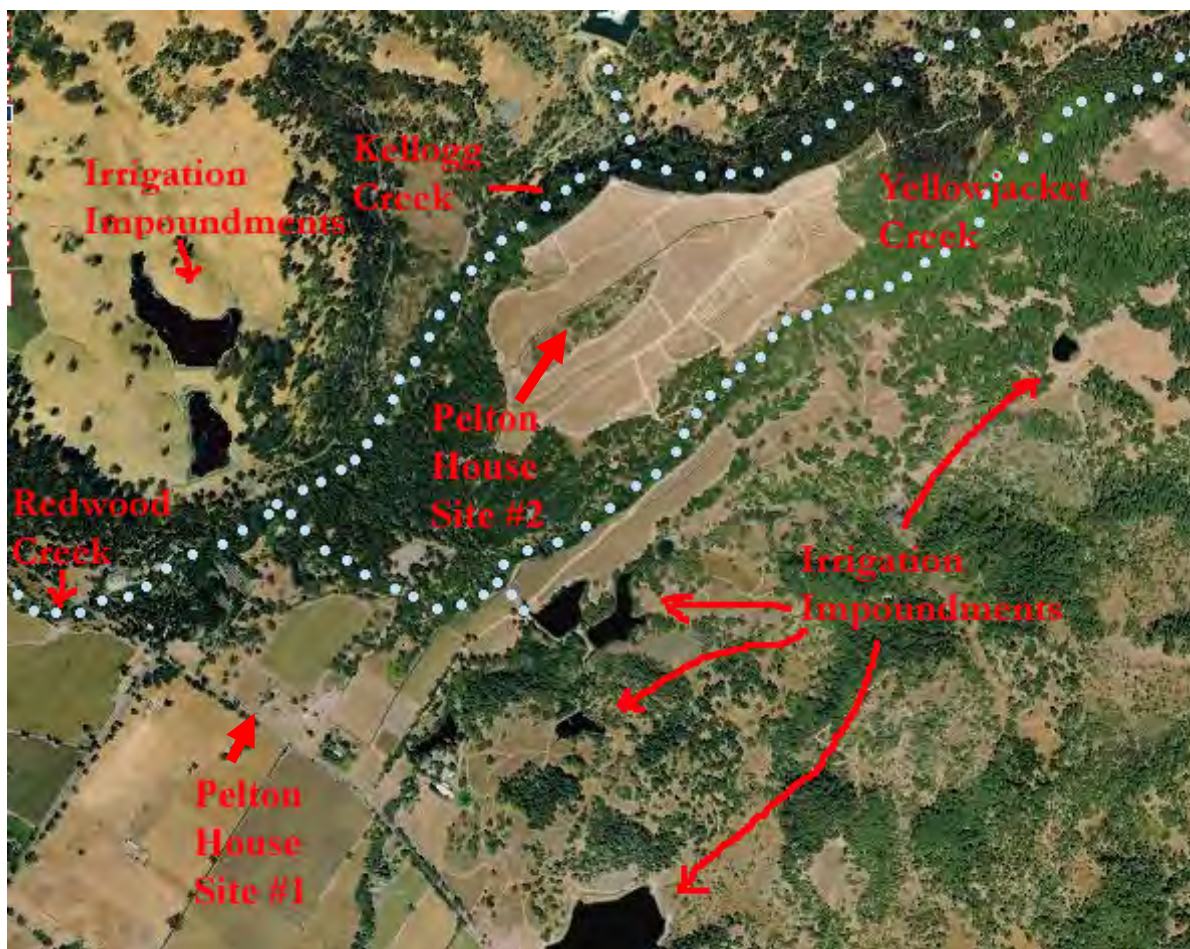 Kellogg
Creek
Irrigation
Impoundments
Yellowjacket
Creek
Pelton
House
Site #2
Redwood
Creek
Irrigation
Impoundments
Pelton
House
Site #1